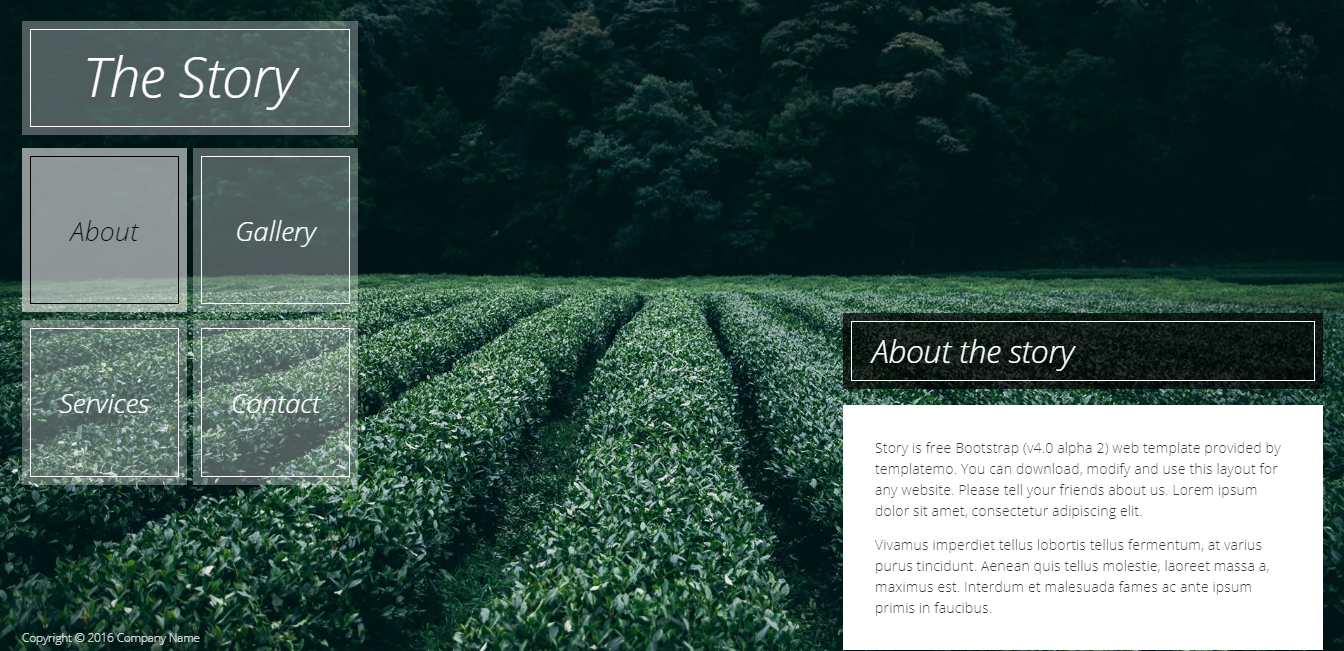 The Story
About
Gallery
Services
Contact
About the story
Story is free Bootstrap (v4.0 alpha 2) web template provided by
templatemo. You can download, modify and use this layout for
any website. Please tell your friends about us. Lorem ipsum
dolor sit amet, consectetur adipiscing elit.
Vivamus imperdiet tellus lobortis tellus fermentum, at varius
purus tincidunt. Aenean quis tellus molestie, laoreet massa a,
maximus est. Interdum et malesuada fames ac ante ipsum
primis in faucibus.
Copyright © 2016 Company Name